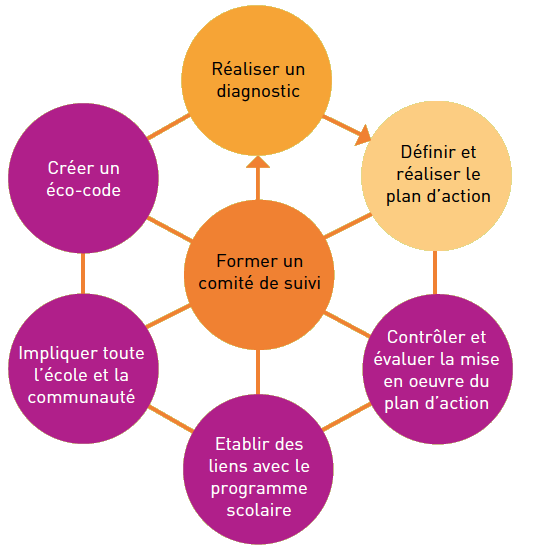 Réaliser un
diagnostic
Définir et
réaliser le
plan d'action
Créer un
éco-code
Former un
comité de suivi
Impliquer toute
l'école et la
communauté
Contrôler et
évaluer la mise
en oeuvre du
plan d'action
Etablir des
liens avec le
programme
scolaire